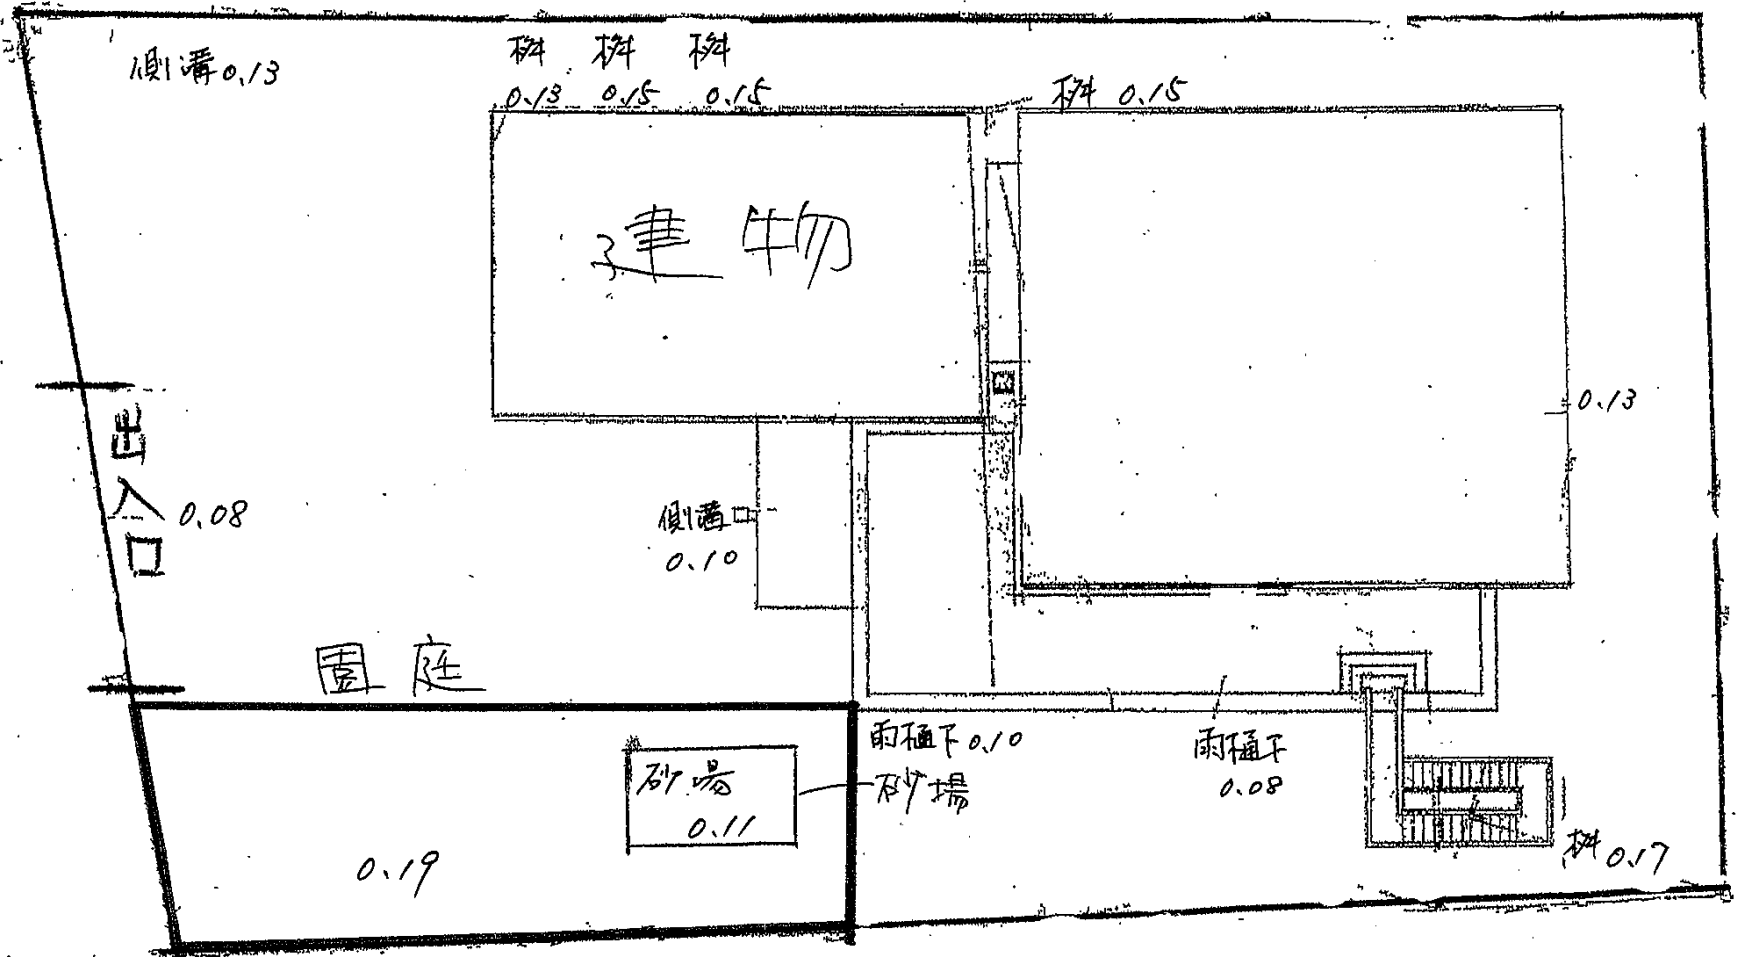 側溝0.13
桝 桝 桝
0.13 0.15 0.15
桝 0.15
建物
0.13
出入口
0.08
側溝
0.10
園庭
雨樋下0.10
雨樋下
0.08
砂場
0.11
砂場
0.19
桝0.17